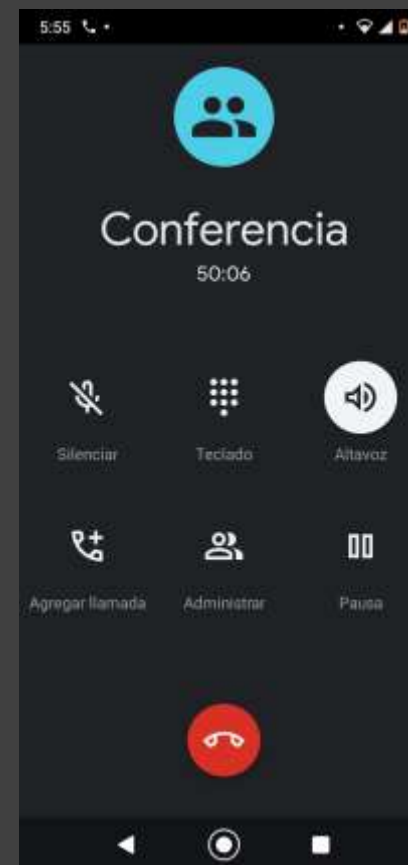 5:55
Conferencia
50:06
Silenciar Teclado Altavoz
Agregar llamada Administrar Pausa